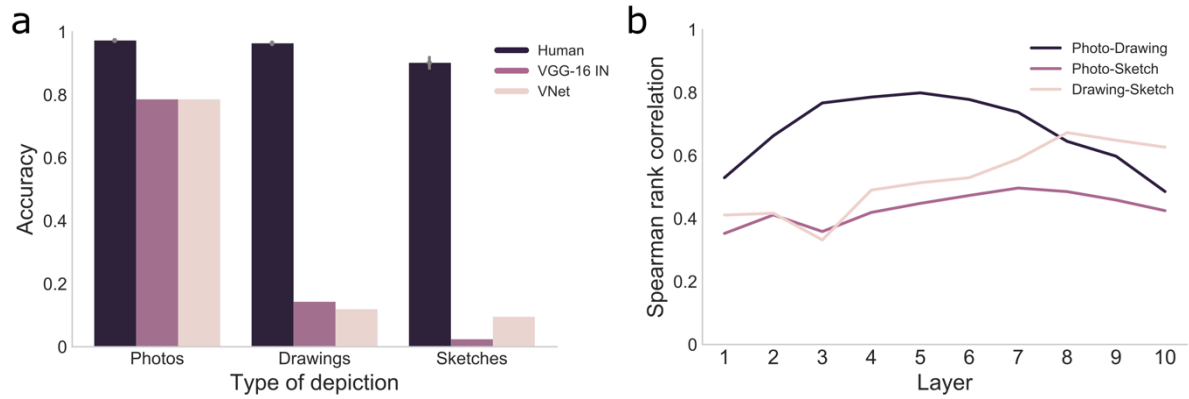 a
1
0.8
0.6
0.4
0.2
0
Accuracy
Photos Drawings Sketches
Type of depiction
Human
VGG-16 IN
VNet
b
1
0.8
0.6
0.4
0.2
0
Spearman rank correlation
1 2 3 4 5 6 7 8 9 10
Layer
Photo-Drawing
Photo-Sketch
Drawing-Sketch